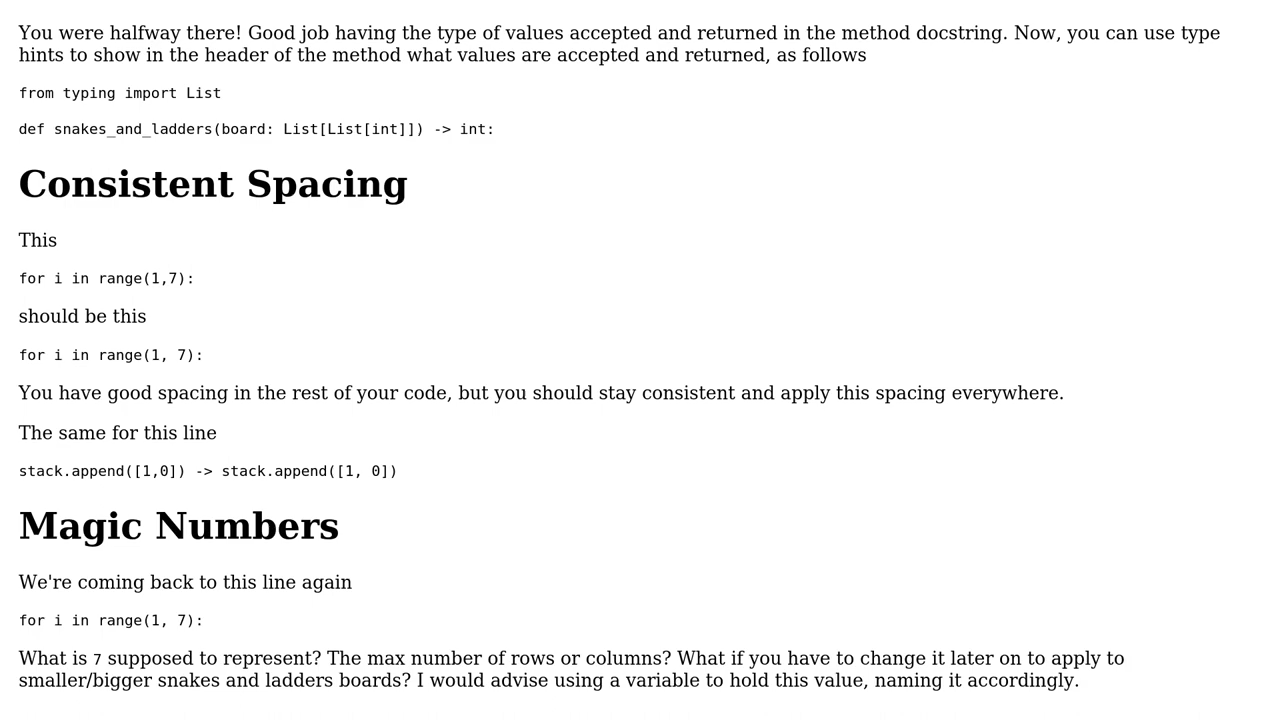 You were halfway there! Good job having the type of values accepted and returned in the method docstring. Now, you can use type
hints to show in the header of the method what values are accepted and returned, as follows
from typing import List
def snakes_and_ladders(board: List[List[int]]) -> int:
Consistent Spacing
This
for i in range(1,7):
should be this
for i in range(1, 7):
You have good spacing in the rest of your code, but you should stay consistent and apply this spacing everywhere.
The same for this line
stack.append([1,0]) -> stack.append([1, 0])
Magic Numbers
We're coming back to this line again
for i in range(1, 7):
What is 7 supposed to represent? The max number of rows or columns? What if you have to change it later on to apply to
smaller/bigger snakes and ladders boards? I would advise using a variable to hold this value, naming it accordingly.